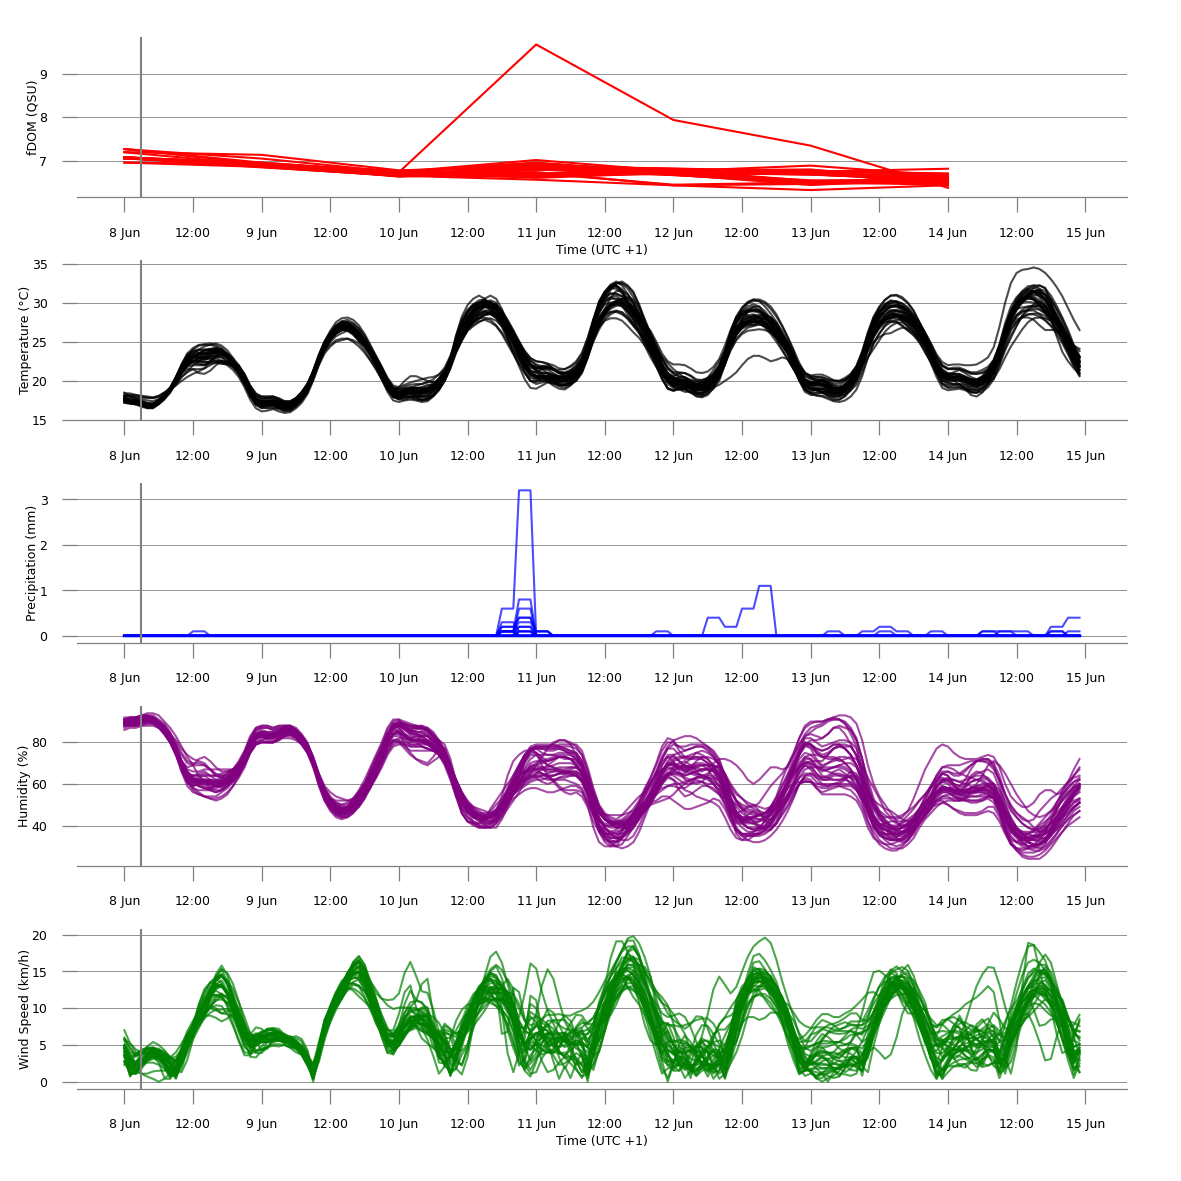 9
8
7
fDOM (QSU)
8 Jun 12:00 9 Jun 12:00 10 Jun 12:00 11 Jun 12:00 12 Jun 12:00 13 Jun 12:00 14 Jun 12:00 15 Jun
Time (UTC +1)
35
30
25
20
15
Temperature (°C)
8 Jun 12:00 9 Jun 12:00 10 Jun 12:00 11 Jun 12:00 12 Jun 12:00 13 Jun 12:00 14 Jun 12:00 15 Jun
3
2
1
0
Precipitation (mm)
8 Jun 12:00 9 Jun 12:00 10 Jun 12:00 11 Jun 12:00 12 Jun 12:00 13 Jun 12:00 14 Jun 12:00 15 Jun
80
60
40
Humidity (%)
8 Jun 12:00 9 Jun 12:00 10 Jun 12:00 11 Jun 12:00 12 Jun 12:00 13 Jun 12:00 14 Jun 12:00 15 Jun
20
15
10
5
0
Wind Speed (km/h)
8 Jun 12:00 9 Jun 12:00 10 Jun 12:00 11 Jun 12:00 12 Jun 12:00 13 Jun 12:00 14 Jun 12:00 15 Jun
Time (UTC +1)